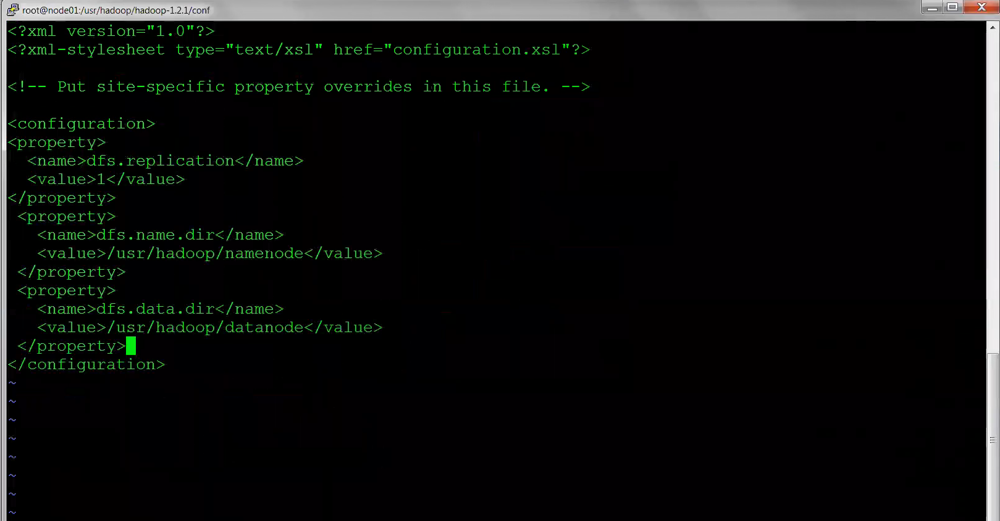 root@node01:/usr/hadoop/hadoop-1.2.1/conf
<?xml version="1.0"?>
<?xml-stylesheet type="text/xsl" href="configuration.xsl"?>
<!-- Put site-specific property overrides in this file. -->
<configuration>
<property>
<name>dfs.replication</name>
<value>1</value>
</property>
<property>
<name>dfs.name.dir</name>
<value>/usr/hadoop/namenode</value>
</property>
<property>
<name>dfs.data.dir</name>
<value>/usr/hadoop/datanode</value>
</property>
</configuration>
~
~
~
~
~
~
~
~